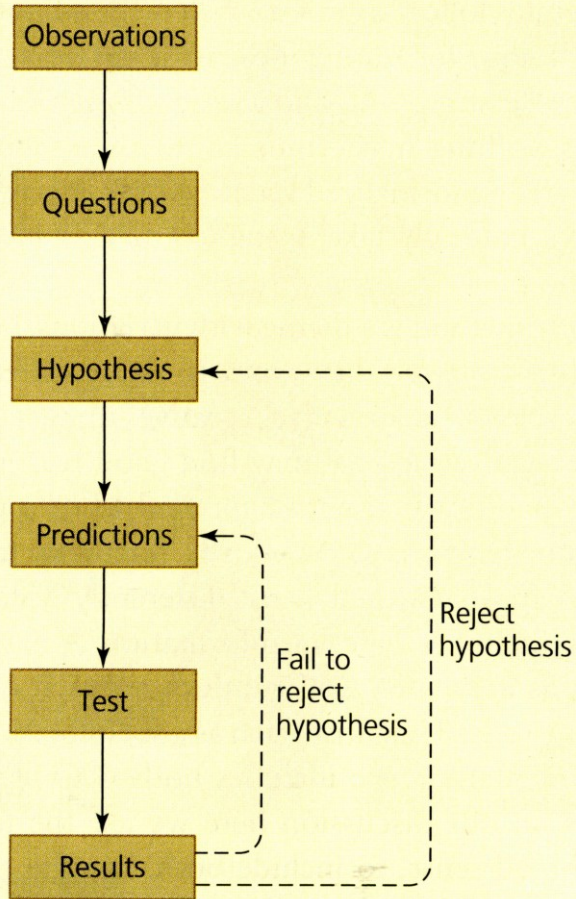 Observations
Questions
Hypothesis
Predictions
Test
Results
Fail to
reject
hypothesis
Reject
hypothesis